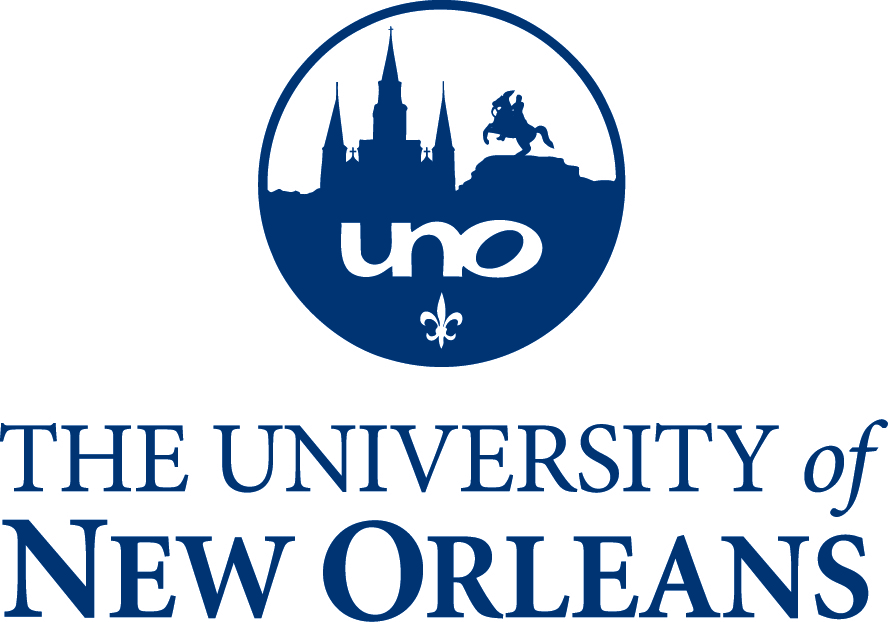 uno
THE UNIVERSITY of
NEW ORLEANS